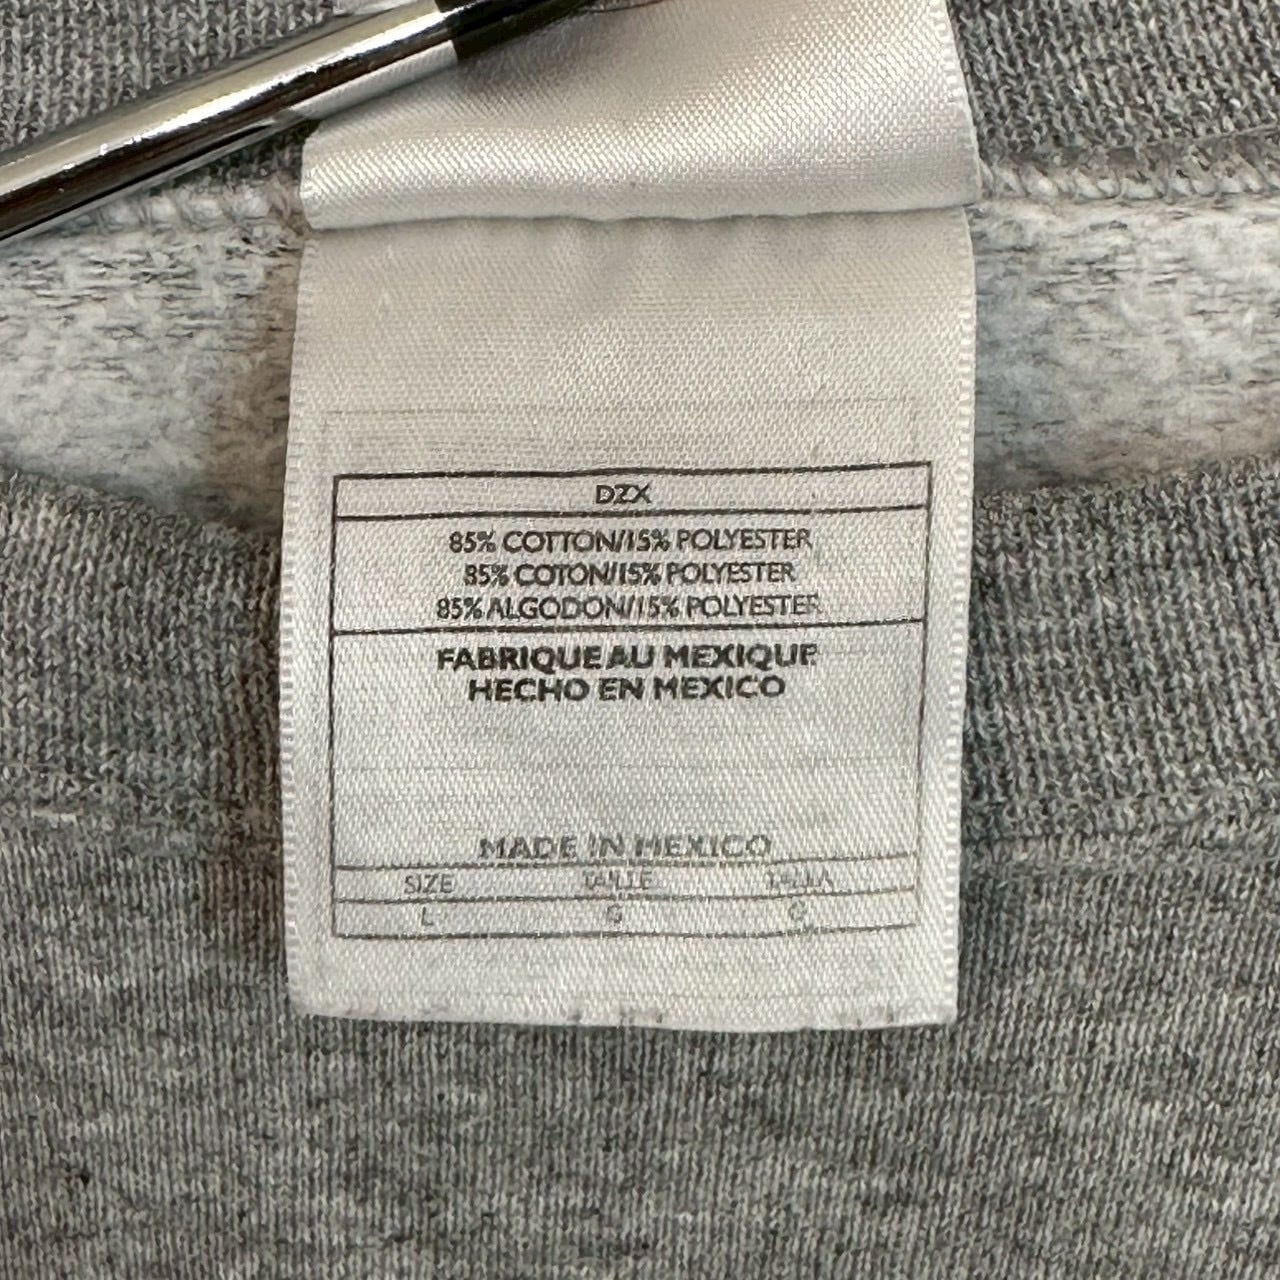 DZX
85% COTTON/15% POLYESTER
85% COTON/15% POLYESTER
85% ALGODON/15% POLYESTER
FABRIQUE AU MEXIQUE
HECHO EN MEXICO
MADE IN MEXICO
SIZE TAILLE TALLA
L G G